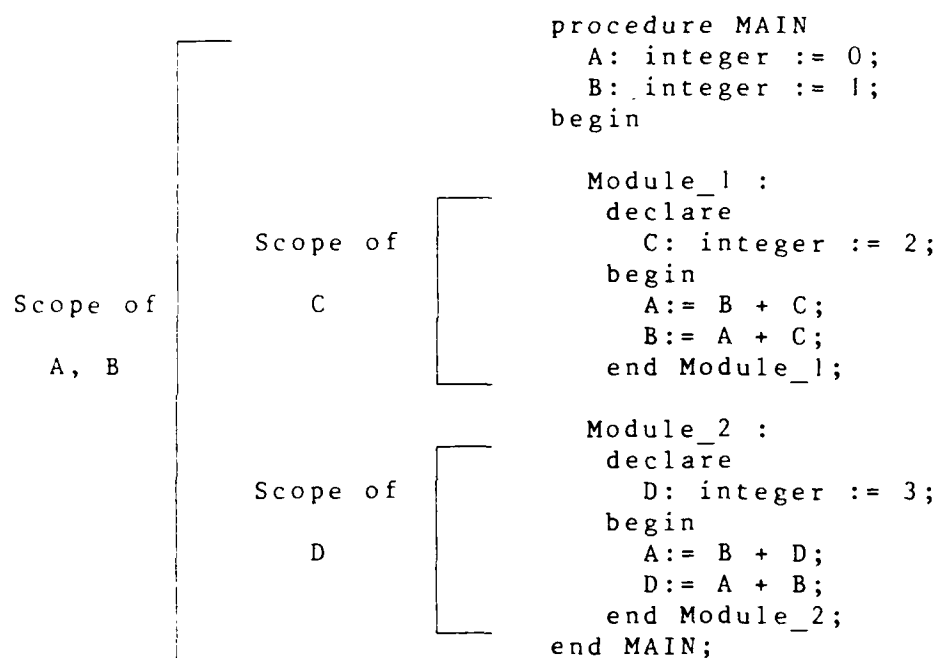 procedure MAIN
A: integer := 0;
B: integer := 1;
begin
Module_1 :
declare
Scope of
C: integer := 2;
begin
Scope of
C
A:= B + C;
B:= A + C;
A, B
end Module_1;
Module_2 :
declare
Scope of
D: integer := 3;
begin
D
A:= B + D;
D:= A + B;
end Module_2;
end MAIN;